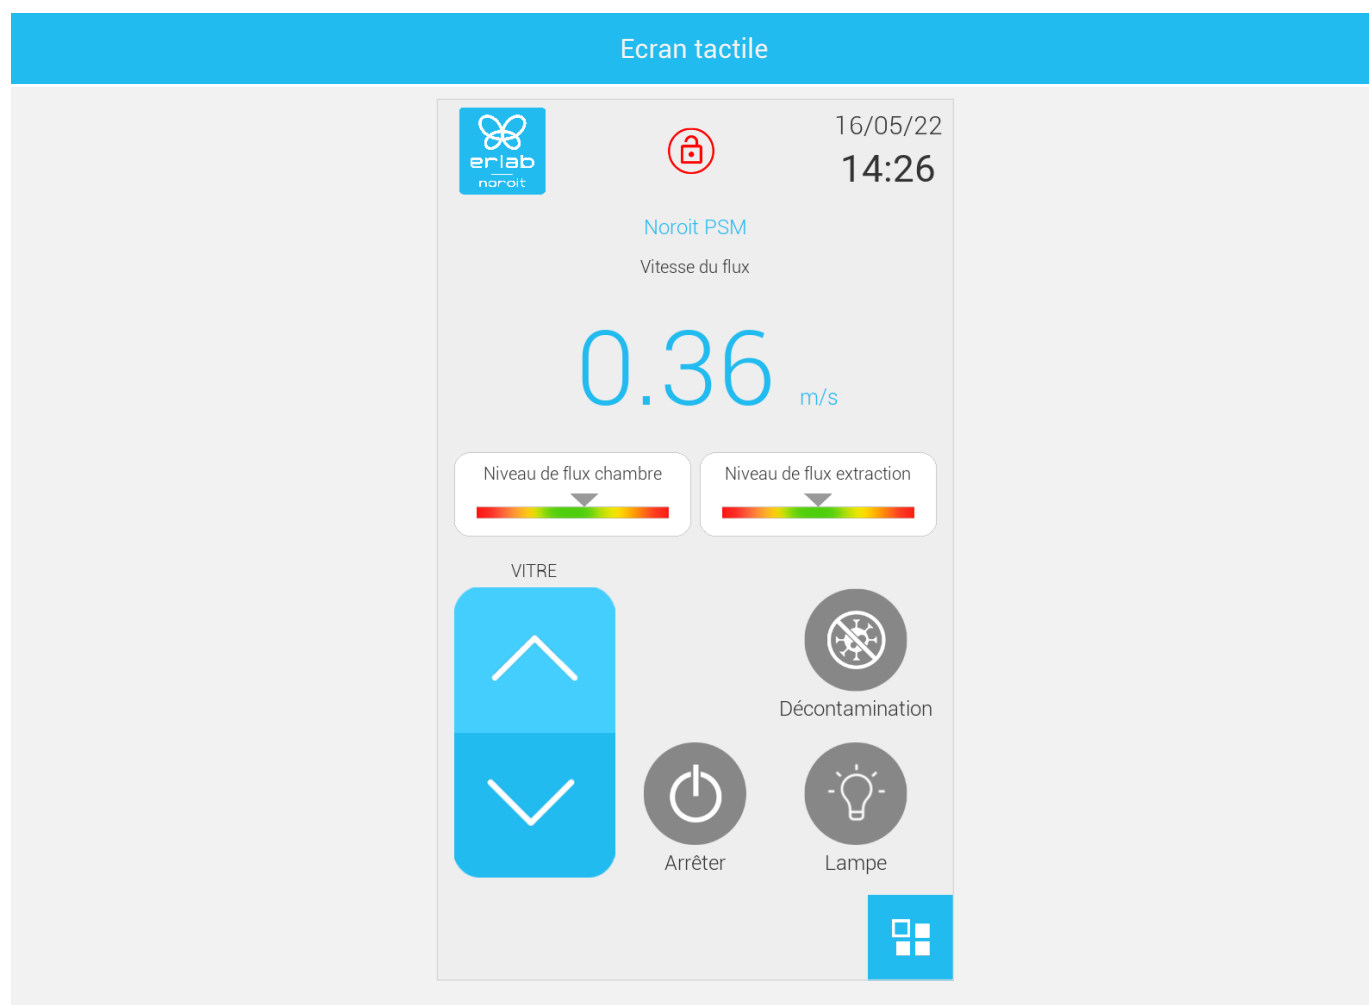 Ecran tactile
erlab
noroit
16/05/22
14:26
Noroit PSM
Vitesse du flux
0.36 m/s
Niveau de flux chambre
Niveau de flux extraction
VITRE
Décontamination
Arrêter
Lampe